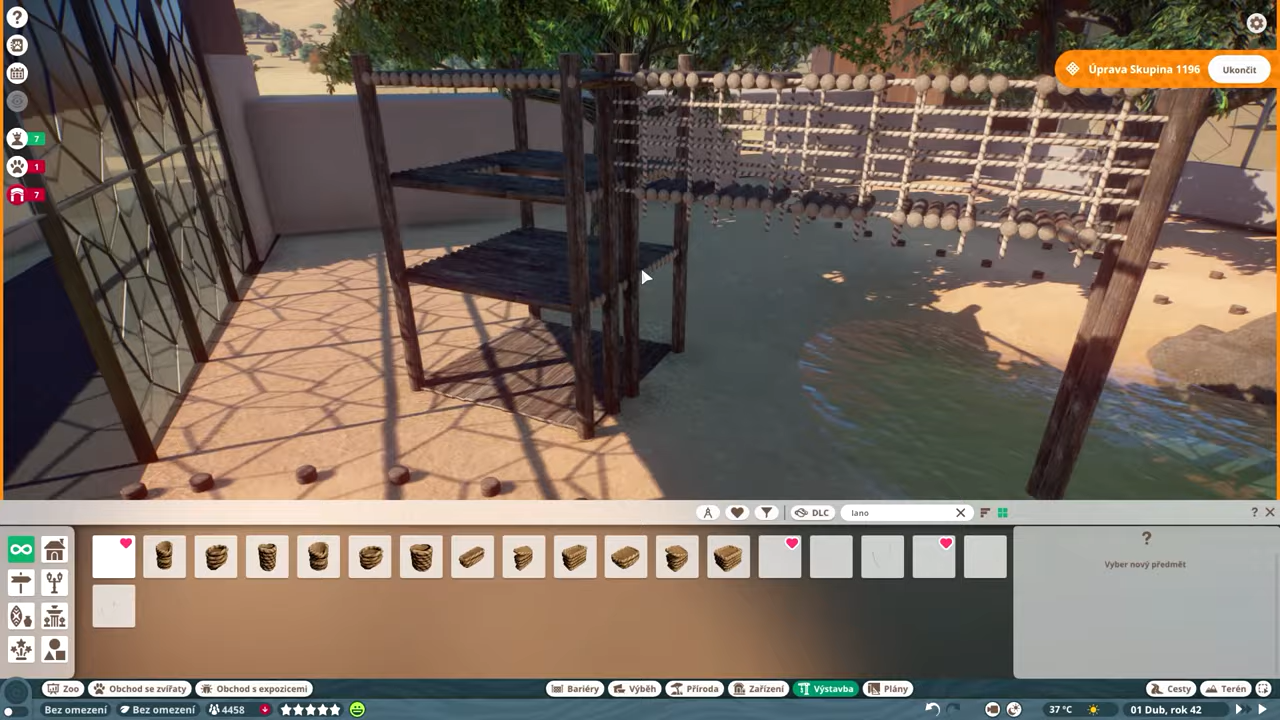 Úprava Skupina 1196
Ukončit
7
1
7
DLC
lano
?
Vyber nový předmět
Zoo
Obchod se zvířaty
Obchod s expozicemi
Bariéry
Výběh
Příroda
Zařízení
Výstavba
Plány
Cesty
Terén
Bez omezení
Bez omezení
4458
37 °C
01 Dub, rok 42